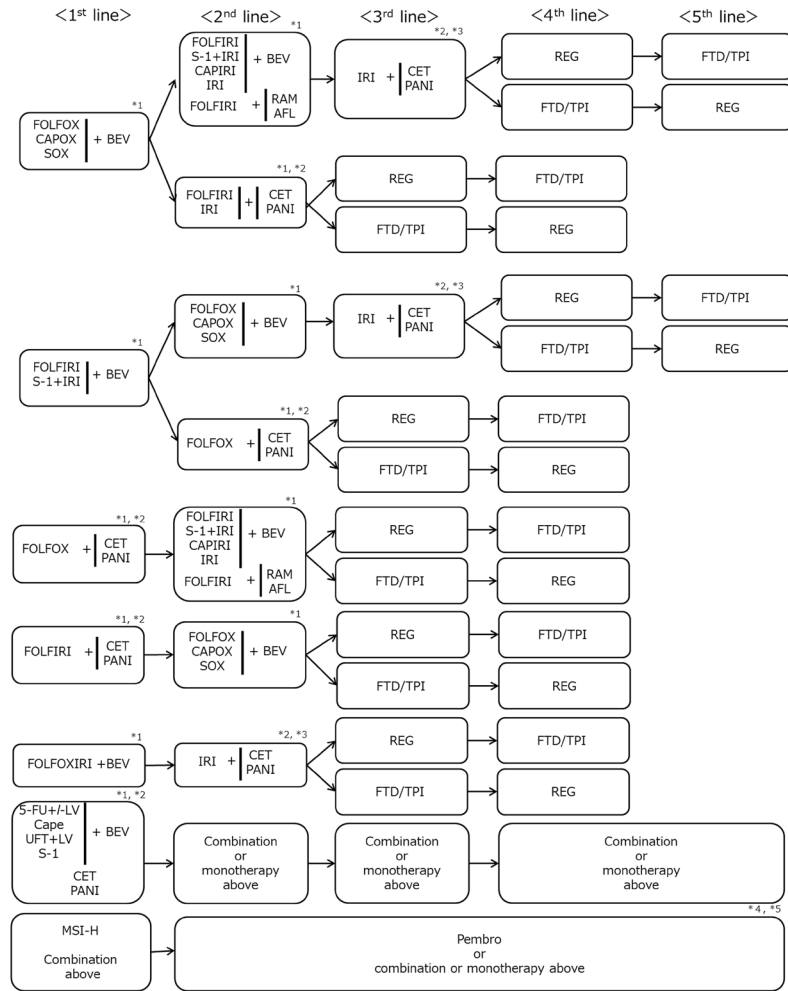 <1st line> <2nd line> <3rd line> <4th line> <5th line>
*1
FOLFOX
CAPOX
SOX
+ BEV
*1
FOLFIRI
S-1+IRI
CAPIRI
IRI
+ BEV
FOLFIRI + RAM
AFL
*2, *3
IRI + CET
PANI
REG
FTD/TPI
FTD/TPI
REG
*1, *2
FOLFIRI
IRI
+ CET
PANI
REG
FTD/TPI
FTD/TPI
REG
*1
FOLFIRI
S-1+IRI
+ BEV
*1
FOLFOX
CAPOX
SOX
+ BEV
*2, *3
IRI + CET
PANI
REG
FTD/TPI
FTD/TPI
REG
*1, *2
FOLFOX + CET
PANI
REG
FTD/TPI
FTD/TPI
REG
*1, *2
FOLFOX + CET
PANI
*1
FOLFIRI
S-1+IRI
CAPIRI
IRI
+ BEV
FOLFIRI + RAM
AFL
REG
FTD/TPI
FTD/TPI
REG
*1, *2
FOLFIRI + CET
PANI
*1
FOLFOX
CAPOX
SOX
+ BEV
REG
FTD/TPI
FTD/TPI
REG
*1
FOLFOXIRI +BEV
*2, *3
IRI + CET
PANI
REG
FTD/TPI
FTD/TPI
REG
*1, *2
5-FU+l-LV
Cape
UFT+LV
S-1
+ BEV
CET
PANI
Combination
or
monotherapy
above
Combination
or
monotherapy
above
Combination
or
monotherapy
above
MSI-H
Combination
above
*4, *5
Pembro
or
combination or monotherapy above